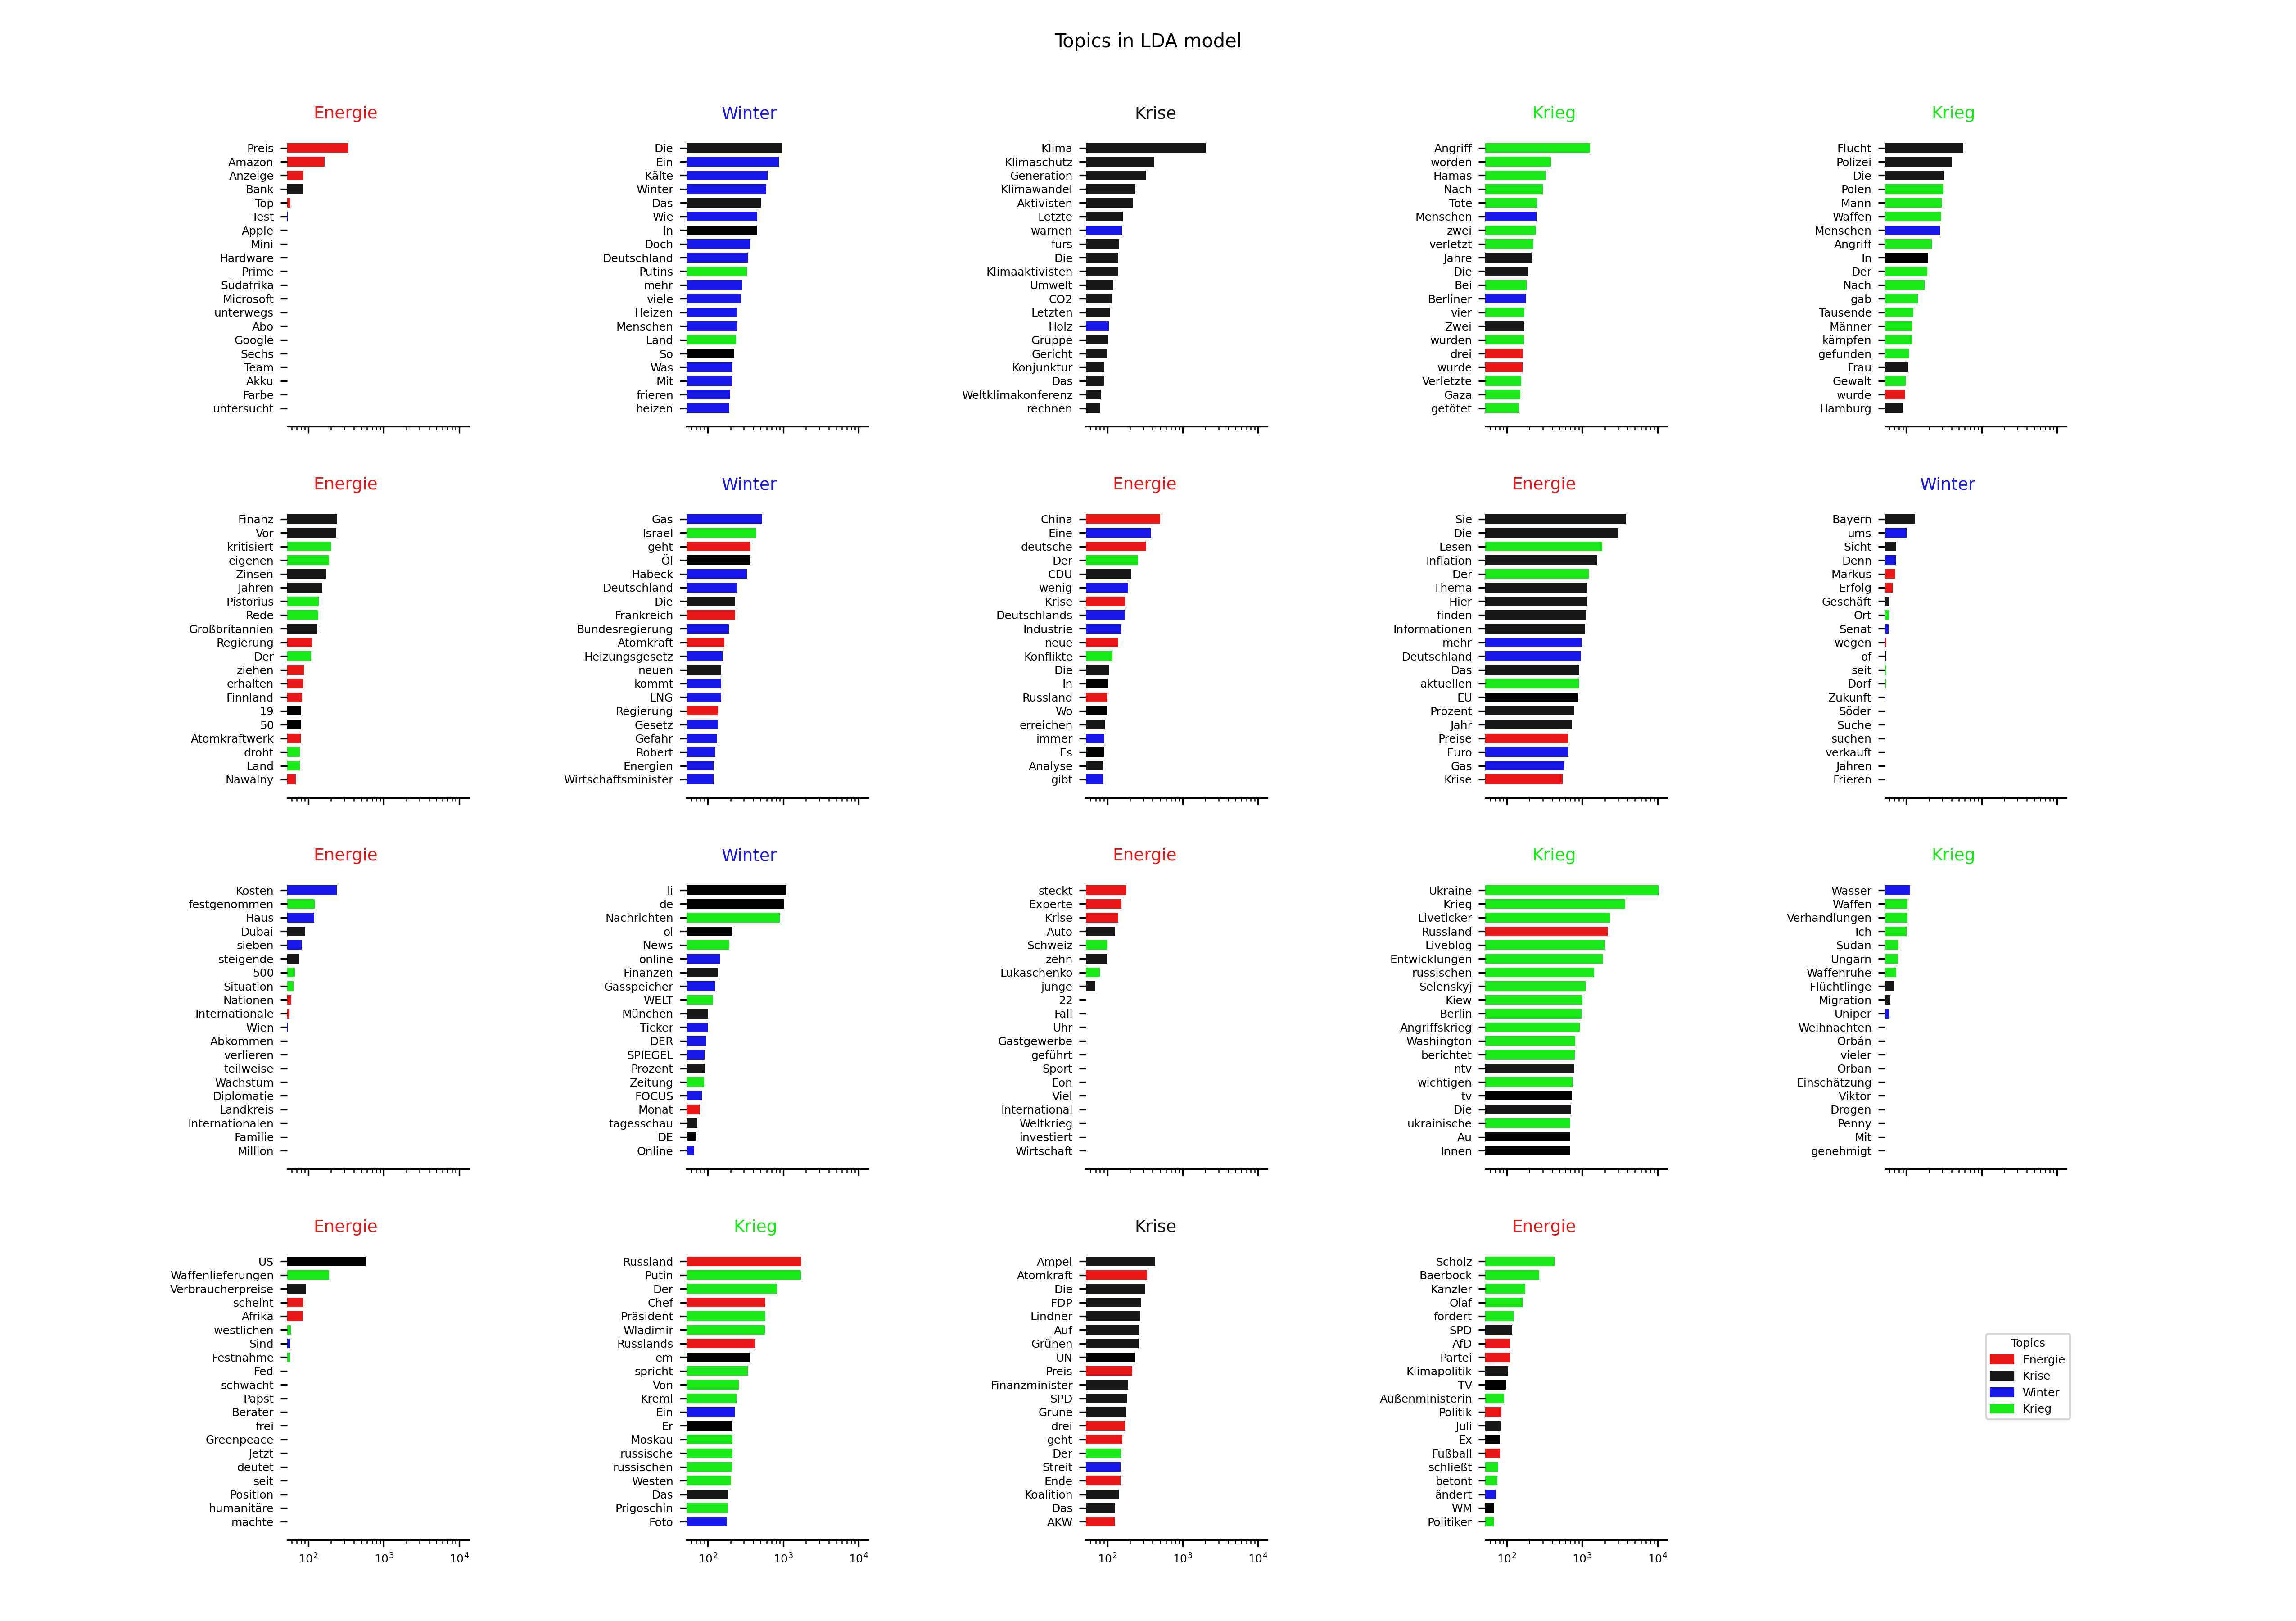 Topics in LDA model
Energie
Preis
Amazon
Anzeige
Bank
Top
Test
Apple
Mini
Hardware
Prime
Südafrika
Microsoft
unterwegs
Abo
Google
Sechs
Team
Akku
Farbe
untersucht
Winter
Die
Ein
Kälte
Winter
Das
Wie
In
Doch
Deutschland
Putins
mehr
viele
Heizen
Menschen
Land
So
Was
Mit
frieren
heizen
Krise
Klima
Klimaschutz
Generation
Klimawandel
Aktivisten
Letzte
warnen
fürs
Die
Klimaaktivisten
Umwelt
CO2
Letzten
Holz
Gruppe
Gericht
Konjunktur
Das
Weltklimakonferenz
rechnen
Krieg
Angriff
worden
Hamas
Nach
Tote
Menschen
zwei
verletzt
Jahre
Die
Bei
Berliner
vier
Zwei
wurden
drei
wurde
Verletzte
Gaza
getötet
Krieg
Flucht
Polizei
Die
Polen
Mann
Waffen
Menschen
Angriff
In
Der
Nach
gab
Tausende
Männer
kämpfen
gefunden
Frau
Gewalt
wurde
Hamburg
Energie
Finanz
Vor
kritisiert
eigenen
Zinsen
Jahren
Pistorius
Rede
Großbritannien
Regierung
Der
ziehen
erhalten
Finnland
19
50
Atomkraftwerk
droht
Land
Nawalny
Winter
Gas
Israel
geht
Öl
Habeck
Deutschland
Die
Frankreich
Bundesregierung
Atomkraft
Heizungsgesetz
neuen
kommt
LNG
Regierung
Gesetz
Gefahr
Robert
Energien
Wirtschaftsminister
Energie
China
Eine
deutsche
Der
CDU
wenig
Krise
Deutschlands
Industrie
neue
Konflikte
Die
In
Russland
Wo
erreichen
immer
Es
Analyse
gibt
Energie
Sie
Die
Lesen
Inflation
Der
Thema
Hier
finden
Informationen
mehr
Deutschland
Das
aktuellen
EU
Prozent
Jahr
Preise
Euro
Gas
Krise
Winter
Bayern
ums
Sicht
Denn
Markus
Erfolg
Geschäft
Ort
Senat
wegen
of
seit
Dorf
Zukunft
Söder
Suche
suchen
verkauft
Jahren
Frieren
Energie
Kosten
festgenommen
Haus
Dubai
sieben
steigende
500
Situation
Nationen
Internationale
Wien
Abkommen
verlieren
teilweise
Wachstum
Diplomatie
Landkreis
Internationalen
Familie
Million
Winter
li
de
Nachrichten
ol
News
online
Finanzen
Gasspeicher
WELT
München
Ticker
DER
SPIEGEL
Prozent
Zeitung
FOCUS
Monat
tagesschau
DE
Online
Energie
steckt
Experte
Krise
Auto
Schweiz
zehn
Lukaschenko
junge
22
Fall
Uhr
Gastgewerbe
geführt
Sport
Eon
Viel
International
Weltkrieg
investiert
Wirtschaft
Krieg
Ukraine
Krieg
Liveticker
Russland
Liveblog
Entwicklungen
russischen
Selenskyj
Kiew
Berlin
Angriffskrieg
Washington
berichtet
ntv
wichtigen
tv
Die
ukrainische
Au
Innen
Krieg
Wasser
Waffen
Verhandlungen
Ich
Sudan
Ungarn
Waffenruhe
Flüchtlinge
Migration
Uniper
Weihnachten
Orbán
vieler
Orban
Einschätzung
Viktor
Drogen
Penny
Mit
genehmigt
Energie
US
Waffenlieferungen
Verbraucherpreise
scheint
Afrika
westlichen
Sind
Festnahme
Fed
schwächt
Papst
Berater
frei
Greenpeace
Jetzt
deutet
seit
Position
humanitäre
machte
10²
10³
10⁴
Krieg
Russland
Putin
Der
Chef
Präsident
Wladimir
Russlands
em
spricht
Von
Kreml
Ein
Er
Moskau
russische
russischen
Westen
Das
Prigoschin
Foto
10²
10³
10⁴
Krise
Ampel
Atomkraft
Die
FDP
Lindner
Auf
Grünen
UN
Preis
Finanzminister
SPD
Grüne
drei
geht
Der
Streit
Ende
Koalition
Das
AKW
10²
10³
10⁴
Energie
Scholz
Baerbock
Kanzler
Olaf
fordert
SPD
AfD
Partei
Klimapolitik
TV
Außenministerin
Politik
Juli
Ex
Fußball
schließt
betont
ändert
WM
Politiker
10²
10³
10⁴
Topics
Energie
Krise
Winter
Krieg